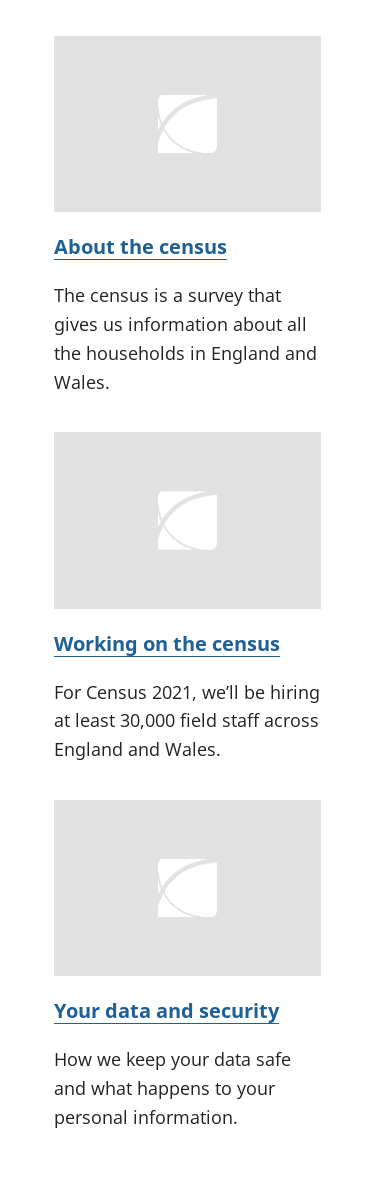 About the census
The census is a survey that
gives us information about all
the households in England and
Wales.
Working on the census
For Census 2021, we’ll be hiring
at least 30,000 field staff across
England and Wales.
Your data and security
How we keep your data safe
and what happens to your
personal information.